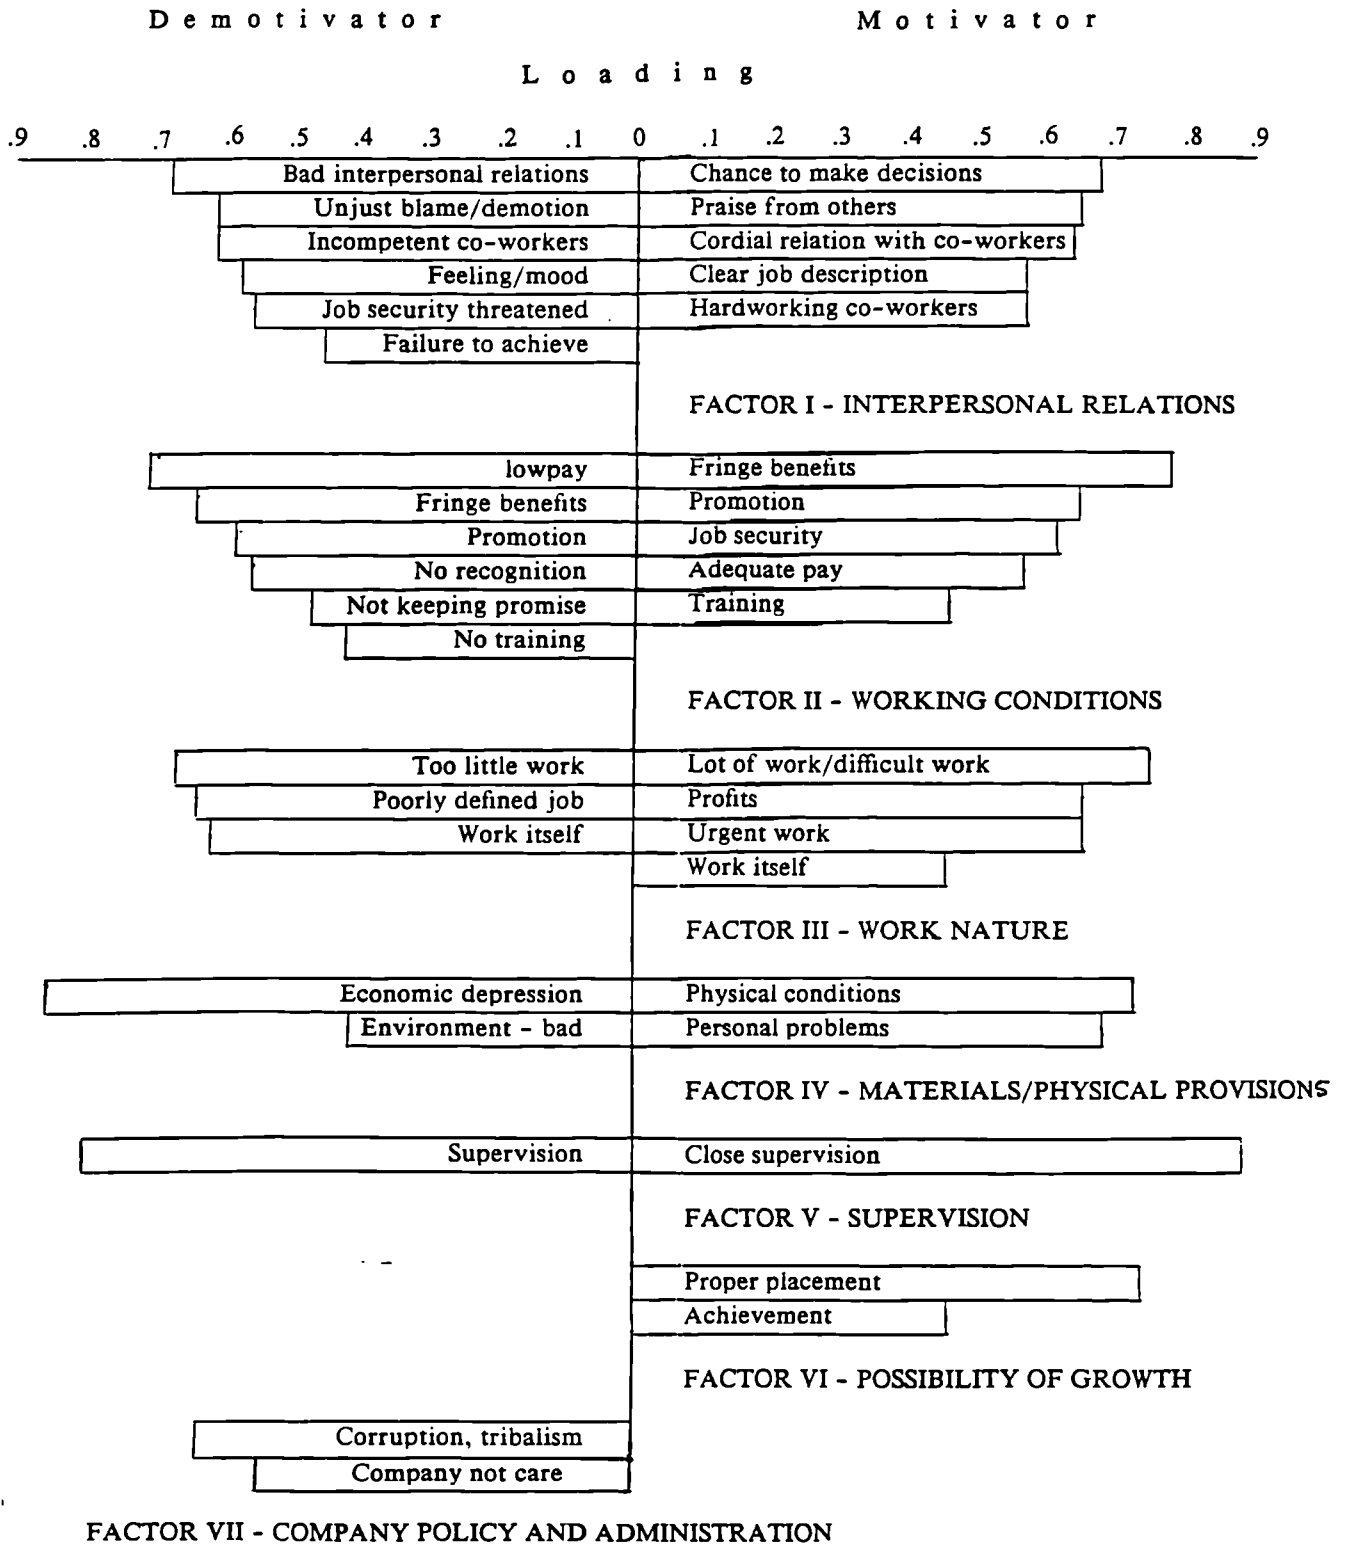 Demotivator Motivator
Loading
.9 .8 .7 .6 .5 .4 .3 .2 .1 0 .1 .2 .3 .4 .5 .6 .7 .8 .9
Bad interpersonal relations Chance to make decisions
Unjust blame/demotion Praise from others
Incompetent co-workers Cordial relation with co-workers
Feeling/mood Clear job description
Job security threatened Hardworking co-workers
Failure to achieve
FACTOR I - INTERPERSONAL RELATIONS
lowpay Fringe benefits
Fringe benefits Promotion
Promotion Job security
No recognition Adequate pay
Not keeping promise Training
No training
FACTOR II - WORKING CONDITIONS
Too little work Lot of work/difficult work
Poorly defined job Profits
Work itself Urgent work
Work itself
FACTOR III - WORK NATURE
Economic depression Physical conditions
Environment - bad Personal problems
FACTOR IV - MATERIALS/PHYSICAL PROVISIONS
Supervision Close supervision
FACTOR V - SUPERVISION
Proper placement
Achievement
FACTOR VI - POSSIBILITY OF GROWTH
Corruption, tribalism
Company not care
FACTOR VII - COMPANY POLICY AND ADMINISTRATION